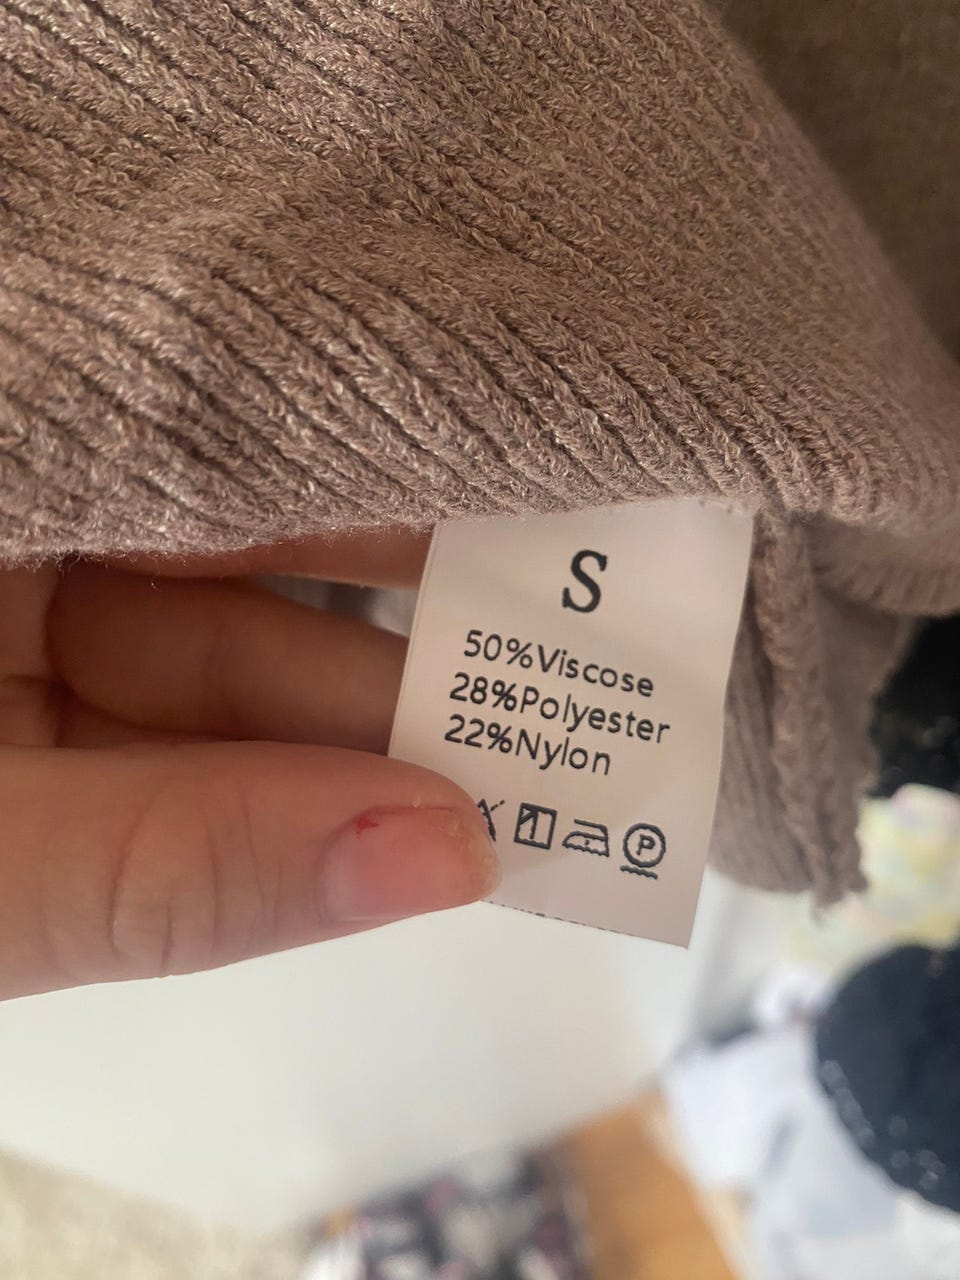 S
50%Viscose
28%Polyester
22%Nylon
P